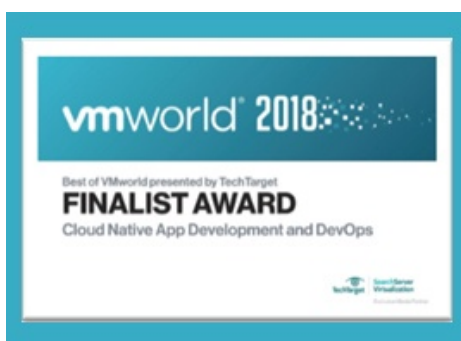 vmworld® 2018
Best of VMworld presented by TechTarget
FINALIST AWARD
Cloud Native App Development and DevOps
TechTarget
SearchServer
Virtualization